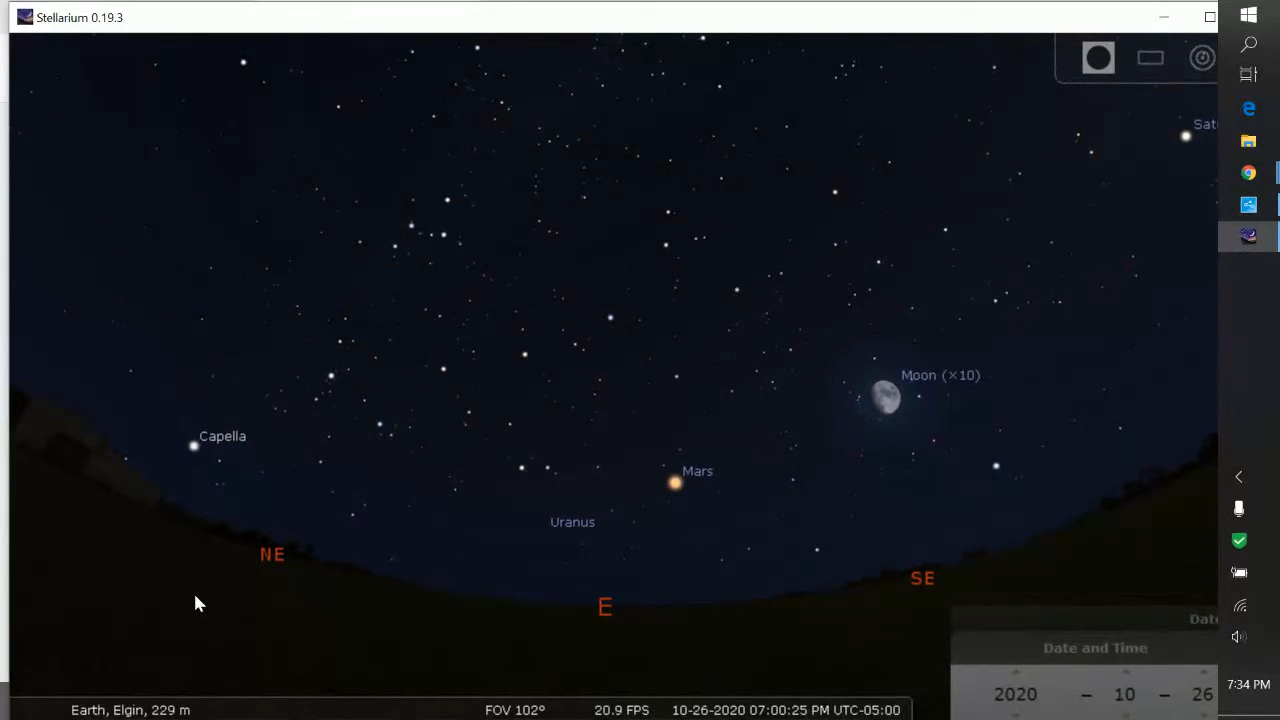 Stellarium 0.19.3
Sat
Moon (×10)
Capella
Mars
Uranus
NE
SE
E
Dat
Date and Time
2020 - 10 - 26
Earth, Elgin, 229 m FOV 102° 20.9 FPS 10-26-2020 07:00:25 PM UTC-05:00
7:34 PM